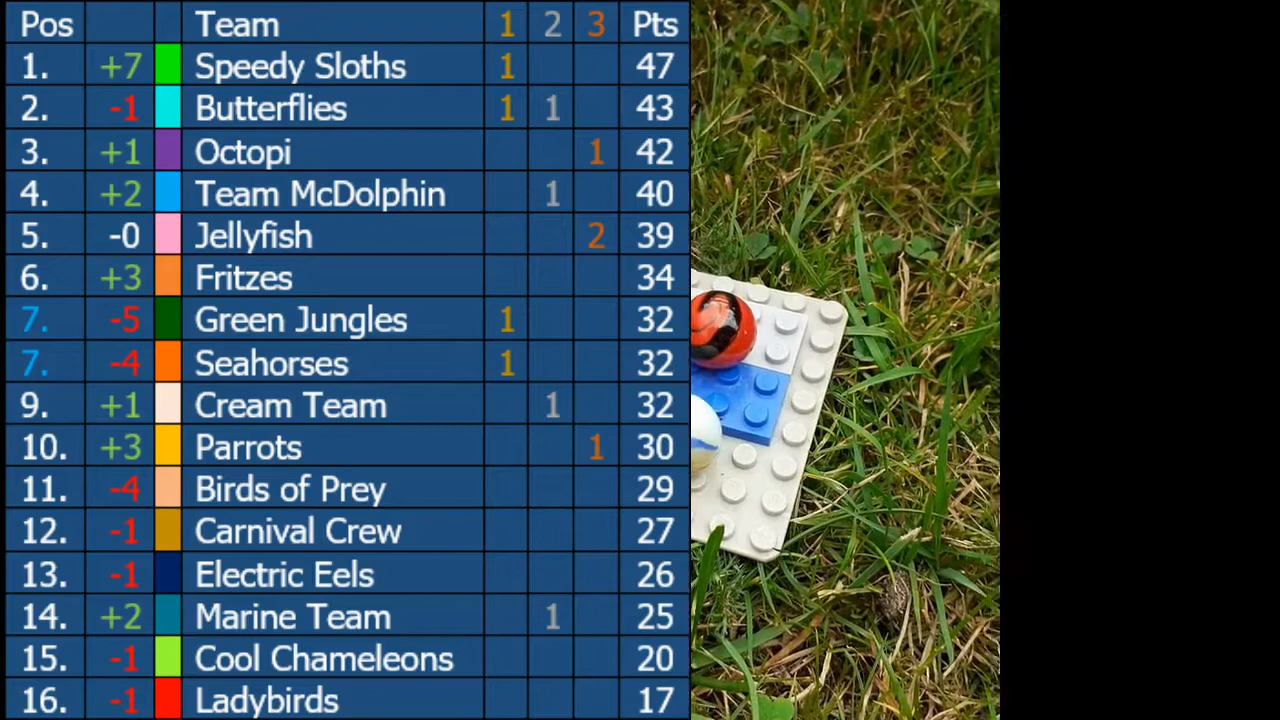 Pos Team 1 2 3 Pts
1. +7 Speedy Sloths 1 47
2. -1 Butterflies 1 1 43
3. +1 Octopi 1 42
4. +2 Team McDolphin 1 40
5. -0 Jellyfish 2 39
6. +3 Fritzes 34
7. -5 Green Jungles 1 32
7. -4 Seahorses 1 32
9. +1 Cream Team 1 32
10. +3 Parrots 1 30
11. -4 Birds of Prey 29
12. -1 Carnival Crew 27
13. -1 Electric Eels 26
14. +2 Marine Team 1 25
15. -1 Cool Chameleons 20
16. -1 Ladybirds 17